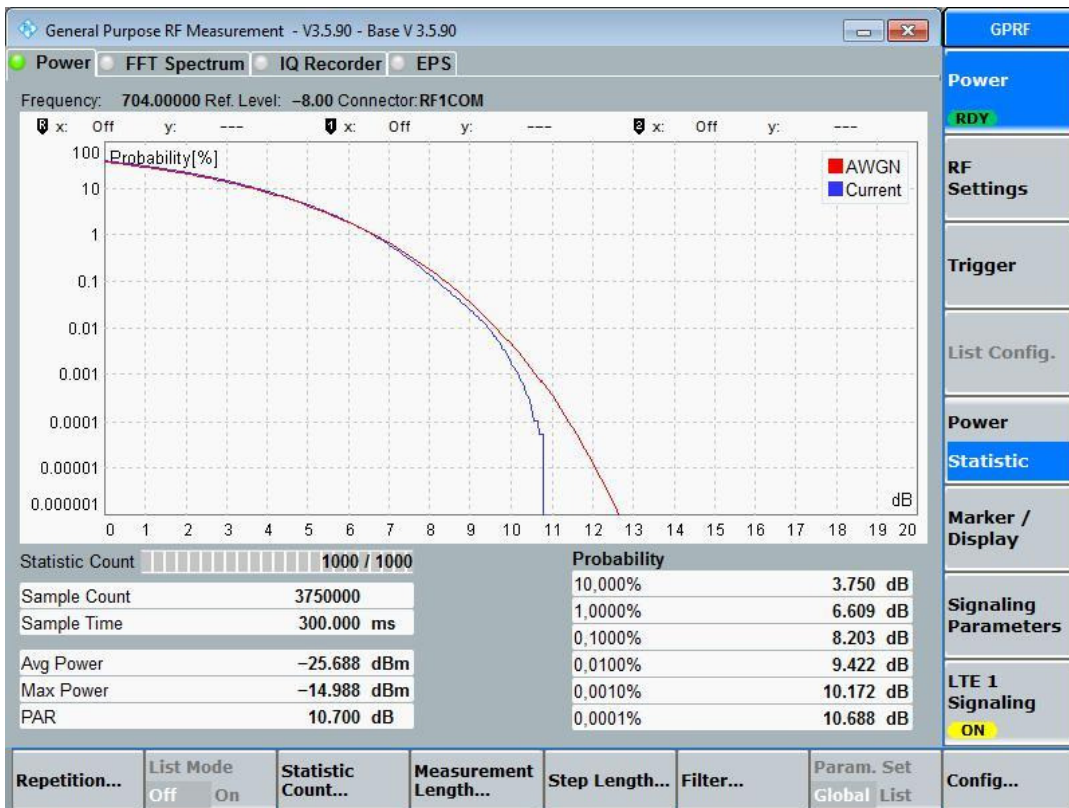 General Purpose RF Measurement - V3.5.90 - Base V 3.5.90
GPRF
Power FFT Spectrum IQ Recorder EPS
Frequency: 704.00000 Ref. Level: -8.00 Connector: RF1COM
R x: Off y: --- 1 x: Off y: --- 2 x: Off y: ---
Probability[%]
AWGN
Current
100
10
1
0.1
0.01
0.001
0.0001
0.00001
0.000001
dB
0 1 2 3 4 5 6 7 8 9 10 11 12 13 14 15 16 17 18 19 20
Statistic Count 1000 / 1000
Sample Count 3750000
Sample Time 300.000 ms
Avg Power -25.688 dBm
Max Power -14.988 dBm
PAR 10.700 dB
Probability
10,000% 3.750 dB
1,0000% 6.609 dB
0,1000% 8.203 dB
0,0100% 9.422 dB
0,0010% 10.172 dB
0,0001% 10.688 dB
Power
RDY
RF
Settings
Trigger
List Config.
Power
Statistic
Marker /
Display
Signaling
Parameters
LTE 1
Signaling
ON
Repetition...
List Mode
Off On
Statistic
Count...
Measurement
Length...
Step Length...
Filter...
Param. Set
Global List
Config...